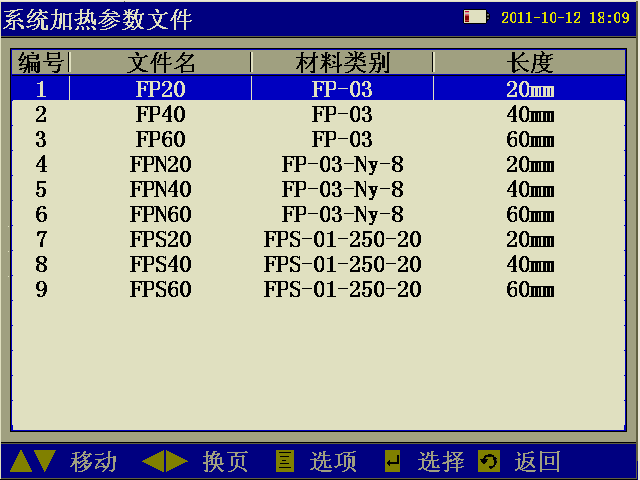 系统加热参数文件 2011-10-12 18:09
编号 文件名 材料类别 长度
1 FP20 FP-03 20mm
2 FP40 FP-03 40mm
3 FP60 FP-03 60mm
4 FPN20 FP-03-Ny-8 20mm
5 FPN40 FP-03-Ny-8 40mm
6 FPN60 FP-03-Ny-8 60mm
7 FPS20 FPS-01-250-20 20mm
8 FPS40 FPS-01-250-20 40mm
9 FPS60 FPS-01-250-20 60mm
移动 换页 选项 选择 返回